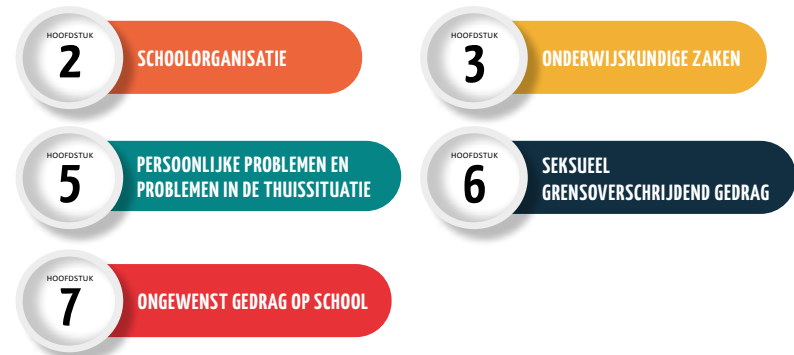 HOOFDSTUK
2
SCHOOLORGANISATIE
HOOFDSTUK
3
ONDERWIJSKUNDIGE ZAKEN
HOOFDSTUK
5
PERSOONLIJKE PROBLEMEN EN
PROBLEMEN IN DE THUISSITUATIE
HOOFDSTUK
6
SEKSUEEL
GRENSOVERSCHRIJDEND GEDRAG
HOOFDSTUK
7
ONGEWENST GEDRAG OP SCHOOL